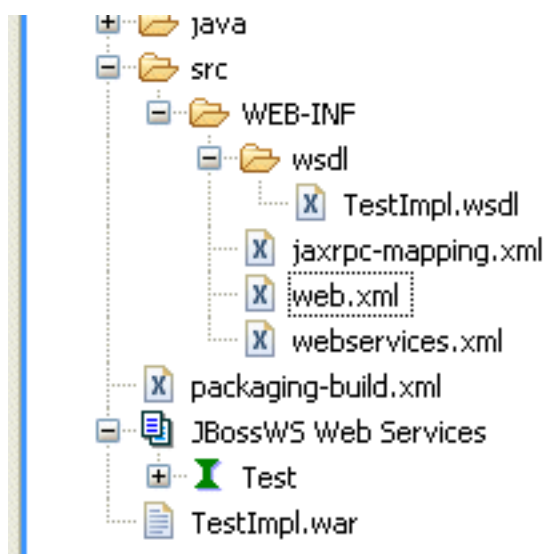 java
src
WEB-INF
wsdl
TestImpl.wsdl
jaxrpc-mapping.xml
web.xml
webservices.xml
packaging-build.xml
JBossWS Web Services
Test
TestImpl.war